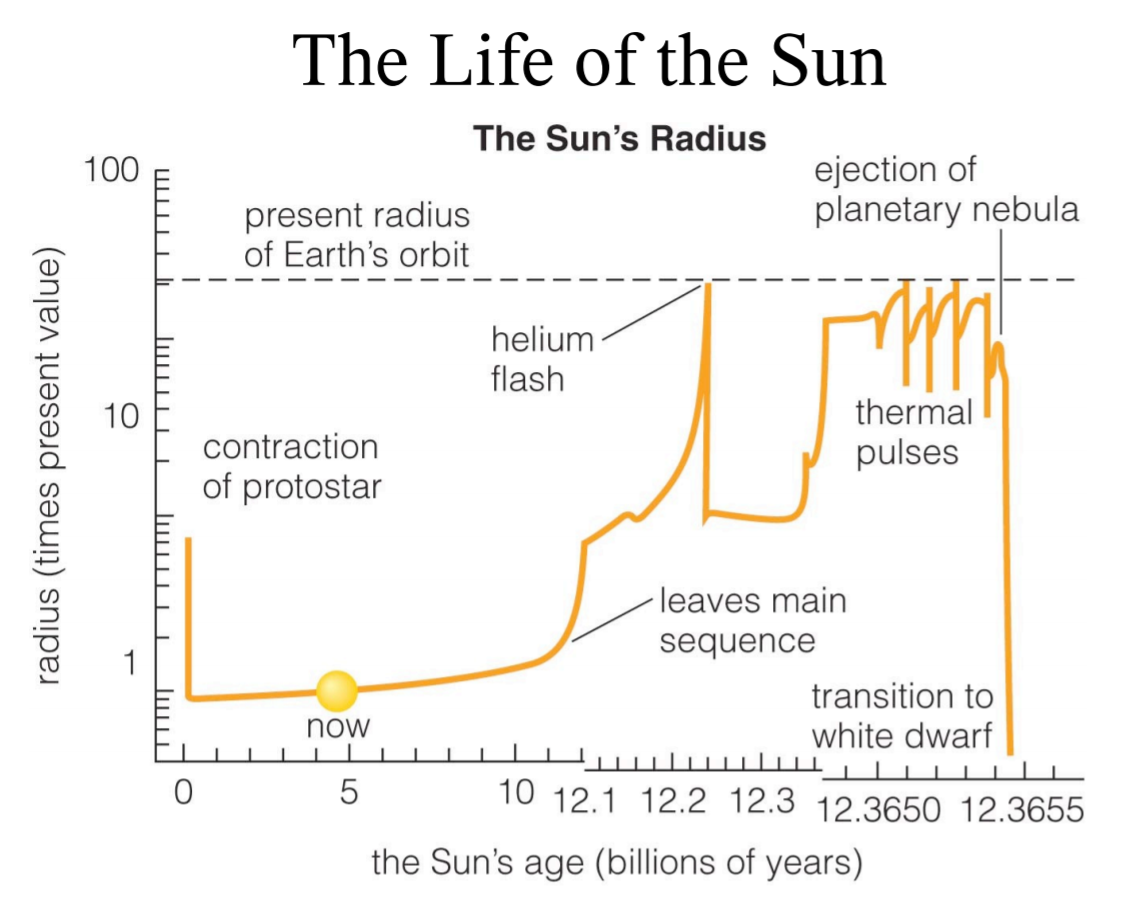 The Life of the Sun
The Sun's Radius
100
10
1
radius (times present value)
present radius
of Earth's orbit
ejection of
planetary nebula
helium
flash
contraction
of protostar
thermal
pulses
leaves main
sequence
now
transition to
white dwarf
0 5 10 12.1 12.2 12.3 12.3650 12.3655
the Sun's age (billions of years)